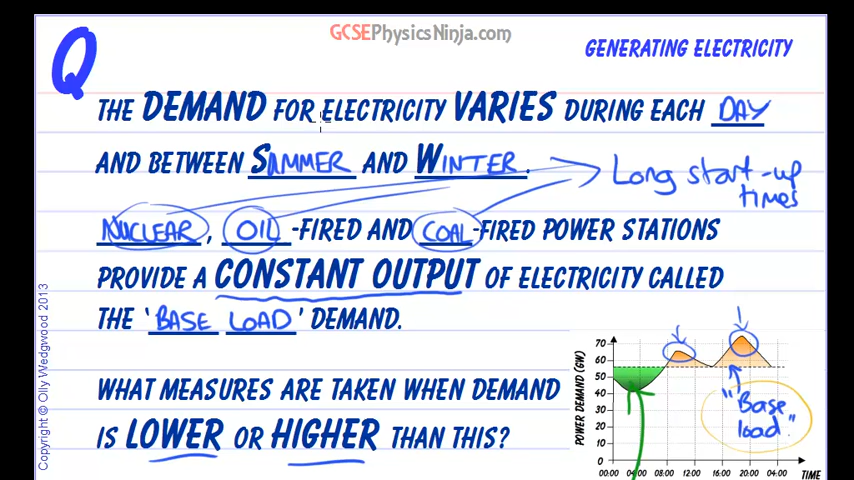 GCSEPhysicsNinja.com
GENERATING ELECTRICITY
Q
THE DEMAND FOR ELECTRICITY VARIES DURING EACH DAY
AND BETWEEN SUMMER AND WINTER.
Long start-up
times
NUCLEAR, OIL-FIRED AND COAL-FIRED POWER STATIONS
PROVIDE A CONSTANT OUTPUT OF ELECTRICITY CALLED
THE 'BASE LOAD' DEMAND.
WHAT MEASURES ARE TAKEN WHEN DEMAND
IS LOWER OR HIGHER THAN THIS?
Copyright © Olly Wedgwood 2013
POWER DEMAND (GW)
70
60
50
40
30
20
10
0
"Base
load"
00:00 04:00 08:00 12:00 16:00 20:00 04:00 TIME